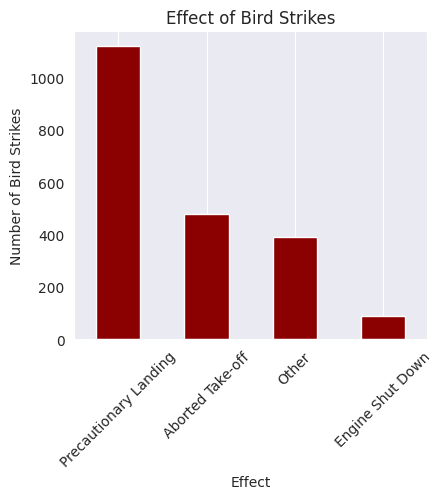 Effect of Bird Strikes
Number of Bird Strikes
1000
800
600
400
200
0
Precautionary Landing
Aborted Take-off
Other
Engine Shut Down
Effect